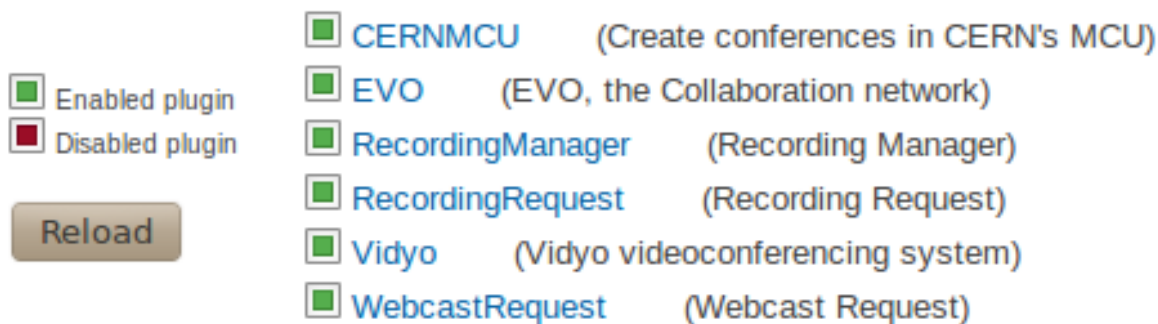 Enabled plugin
Disabled plugin
Reload
CERNMCU (Create conferences in CERN's MCU)
EVO (EVO, the Collaboration network)
RecordingManager (Recording Manager)
RecordingRequest (Recording Request)
Vidyo (Vidyo videoconferencing system)
WebcastRequest (Webcast Request)